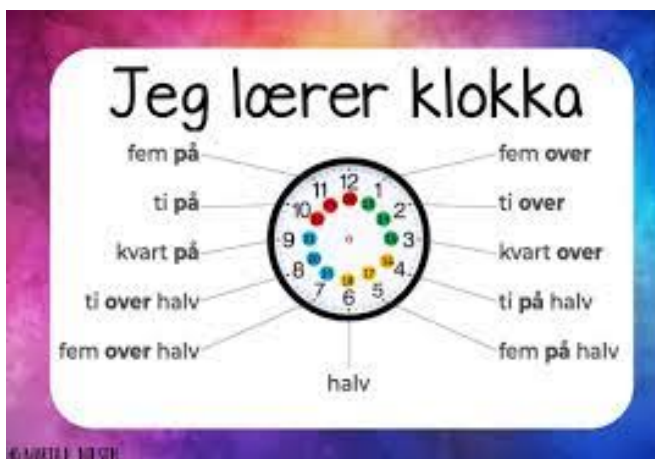 Jeg lærer klokka
fem på
fem over
ti på
ti over
kvart på
kvart over
ti over halv
ti på halv
fem over halv
fem på halv
halv
12
11
1
10
2
9
3
8
4
7
5
6